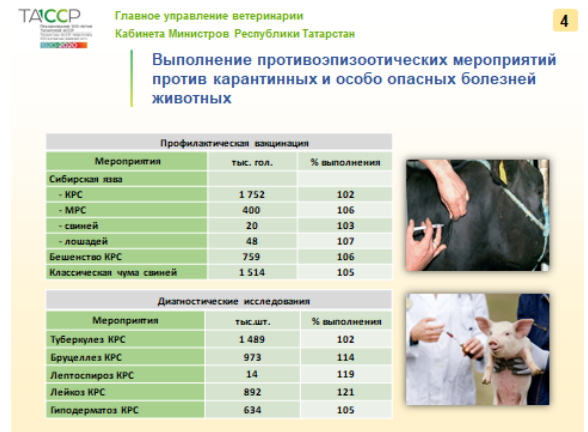 ТАССР
1920-2020
Главное управление ветеринарии
Кабинета Министров Республики Татарстан
4
Выполнение противоэпизоотических мероприятий
против карантинных и особо опасных болезней
животных
Профилактическая вакцинация
Мероприятия тыс. гол. % выполнения
Сибирская язва
- КРС 1 752 102
- МРС 400 106
- свиней 20 103
- лошадей 48 107
Бешенство КРС 759 106
Классическая чума свиней 1 514 105
Диагностические исследования
Мероприятия тыс.шт. % выполнения
Туберкулез КРС 1 489 102
Бруцеллез КРС 973 114
Лептоспироз КРС 14 119
Лейкоз КРС 892 121
Гиподерматоз КРС 634 105